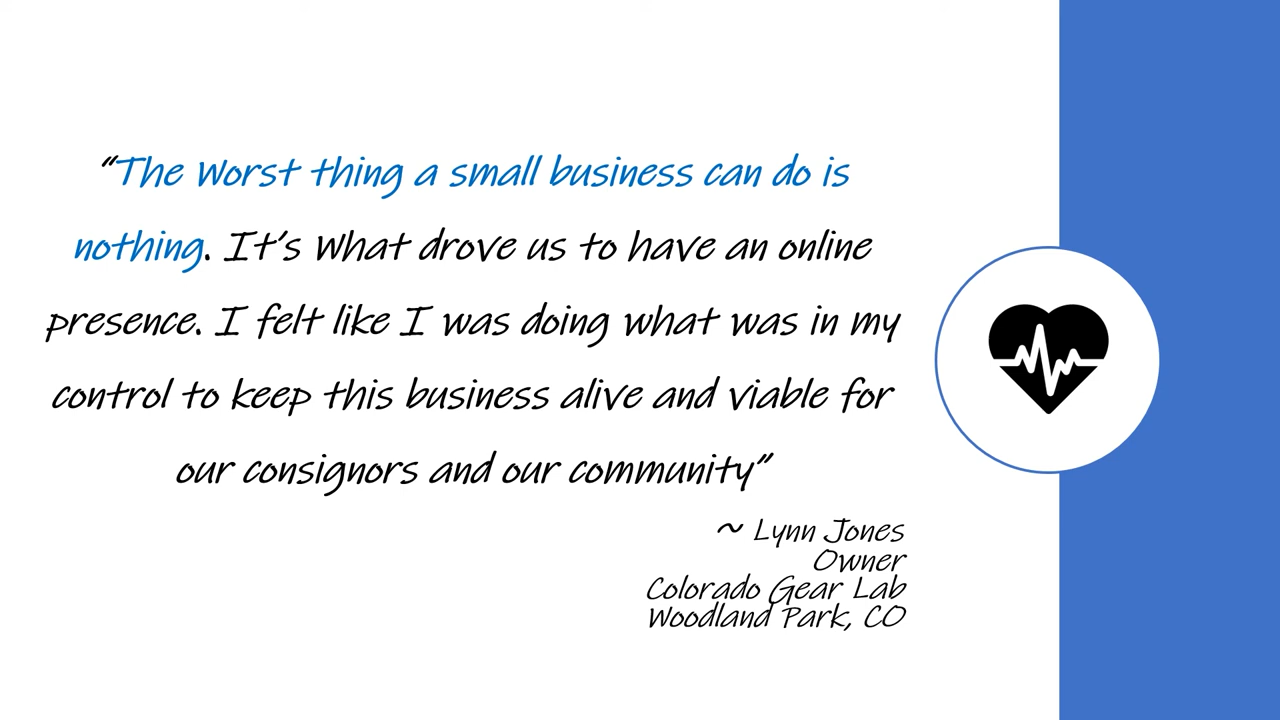 “The Worst thing a small business can do is
nothing. It’s What drove us to have an online
presence. I felt like I was doing what was in my
control to keep this business alive and viable for
our consignors and our community”
~ Lynn Jones
Owner
Colorado Gear Lab
Woodland Park, CO